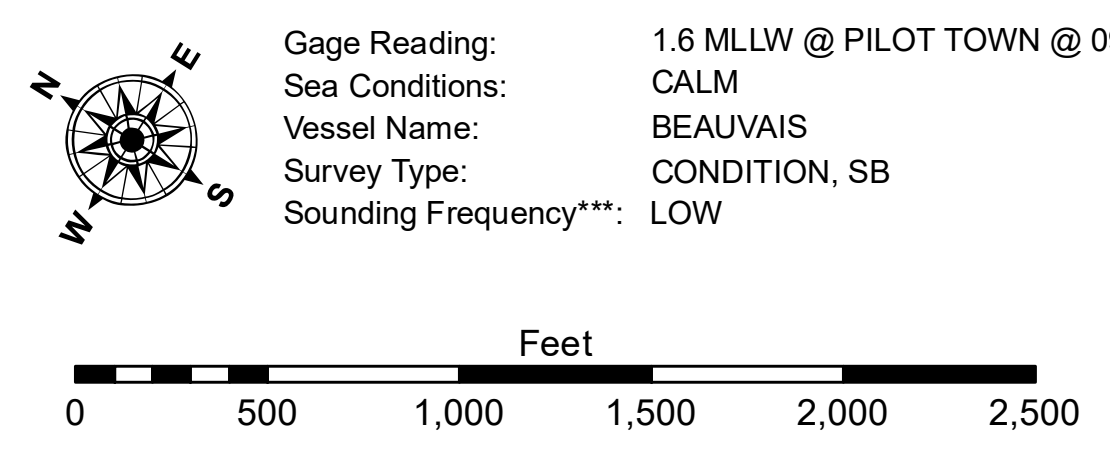 N
E
S
W
Gage Reading: 1.6 MLLW @ PILOT TOWN @
Sea Conditions: CALM
Vessel Name: BEAUVAIS
Survey Type: CONDITION, SB
Sounding Frequency***: LOW
Feet
0 500 1,000 1,500 2,000 2,500